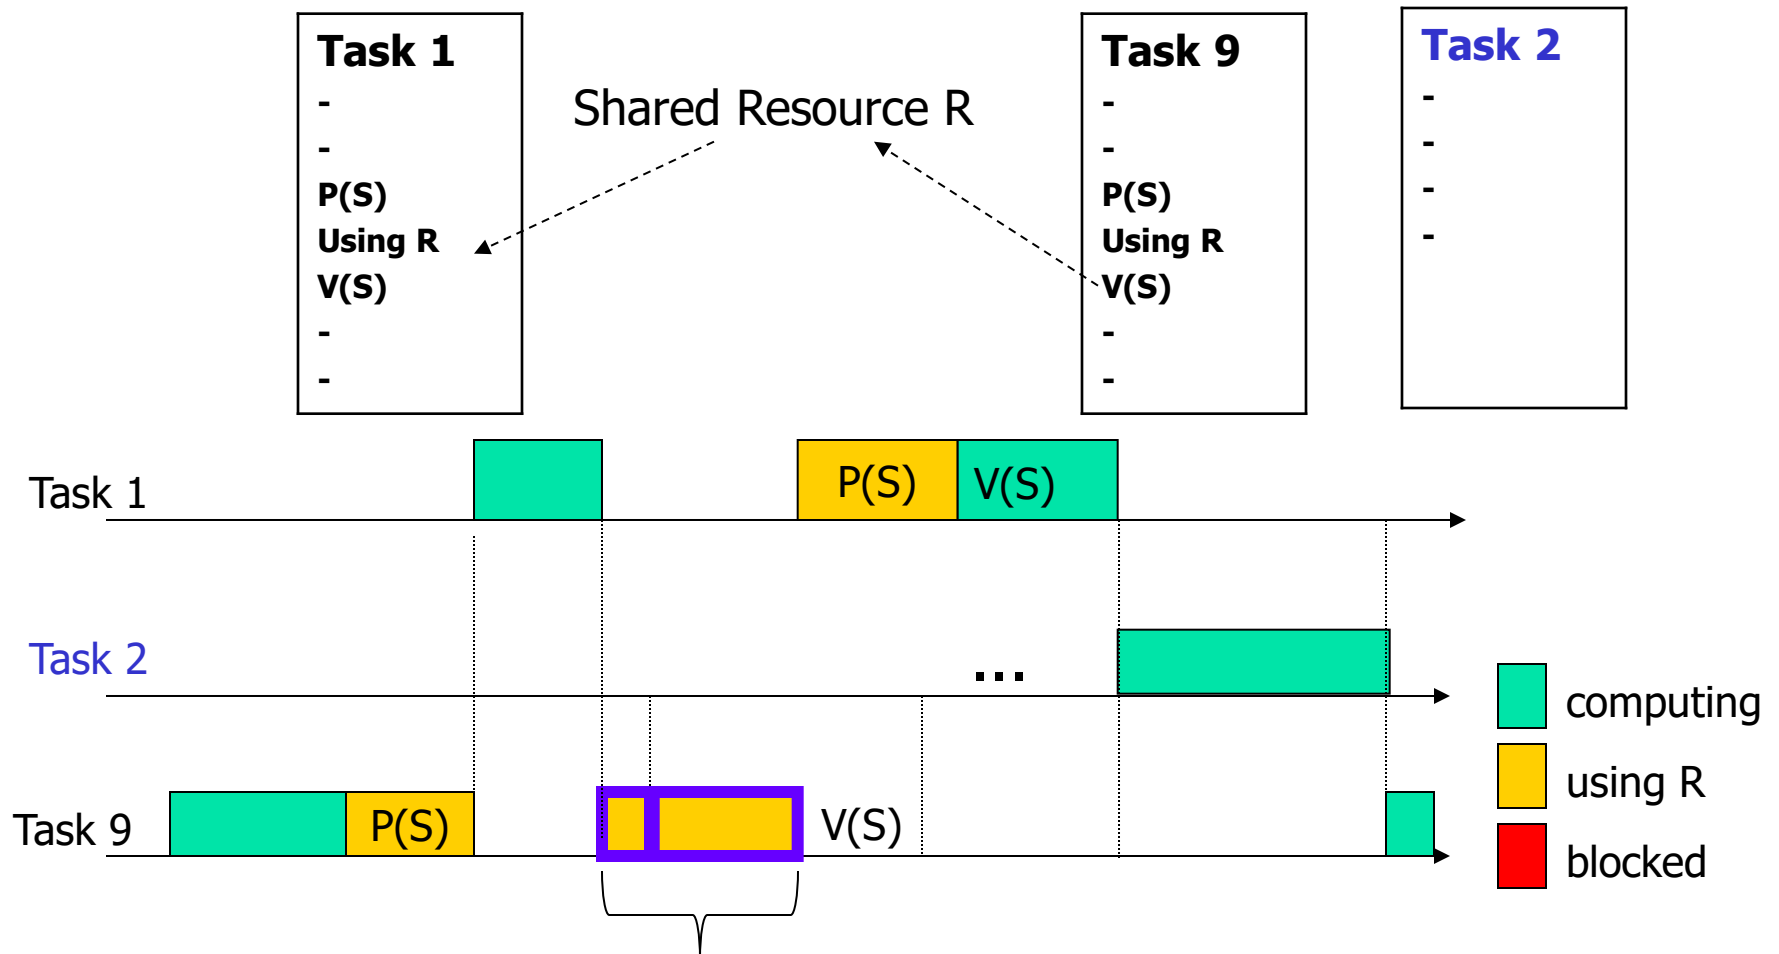 Task 1
-
-
P(S)
Using R
V(S)
-
-
Shared Resource R
Task 9
-
-
P(S)
Using R
V(S)
-
-
Task 2
-
-
-
-
Task 1
P(S)
V(S)
Task 2
...
Task 9
P(S)
V(S)
computing
using R
blocked